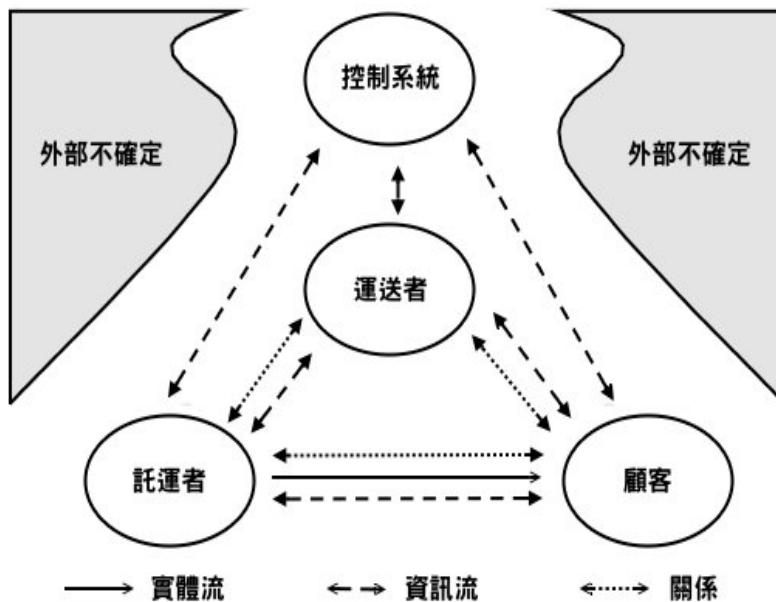 控制系統
外部不確定
外部不確定
運送者
託運者
顧客
實體流
資訊流
關係